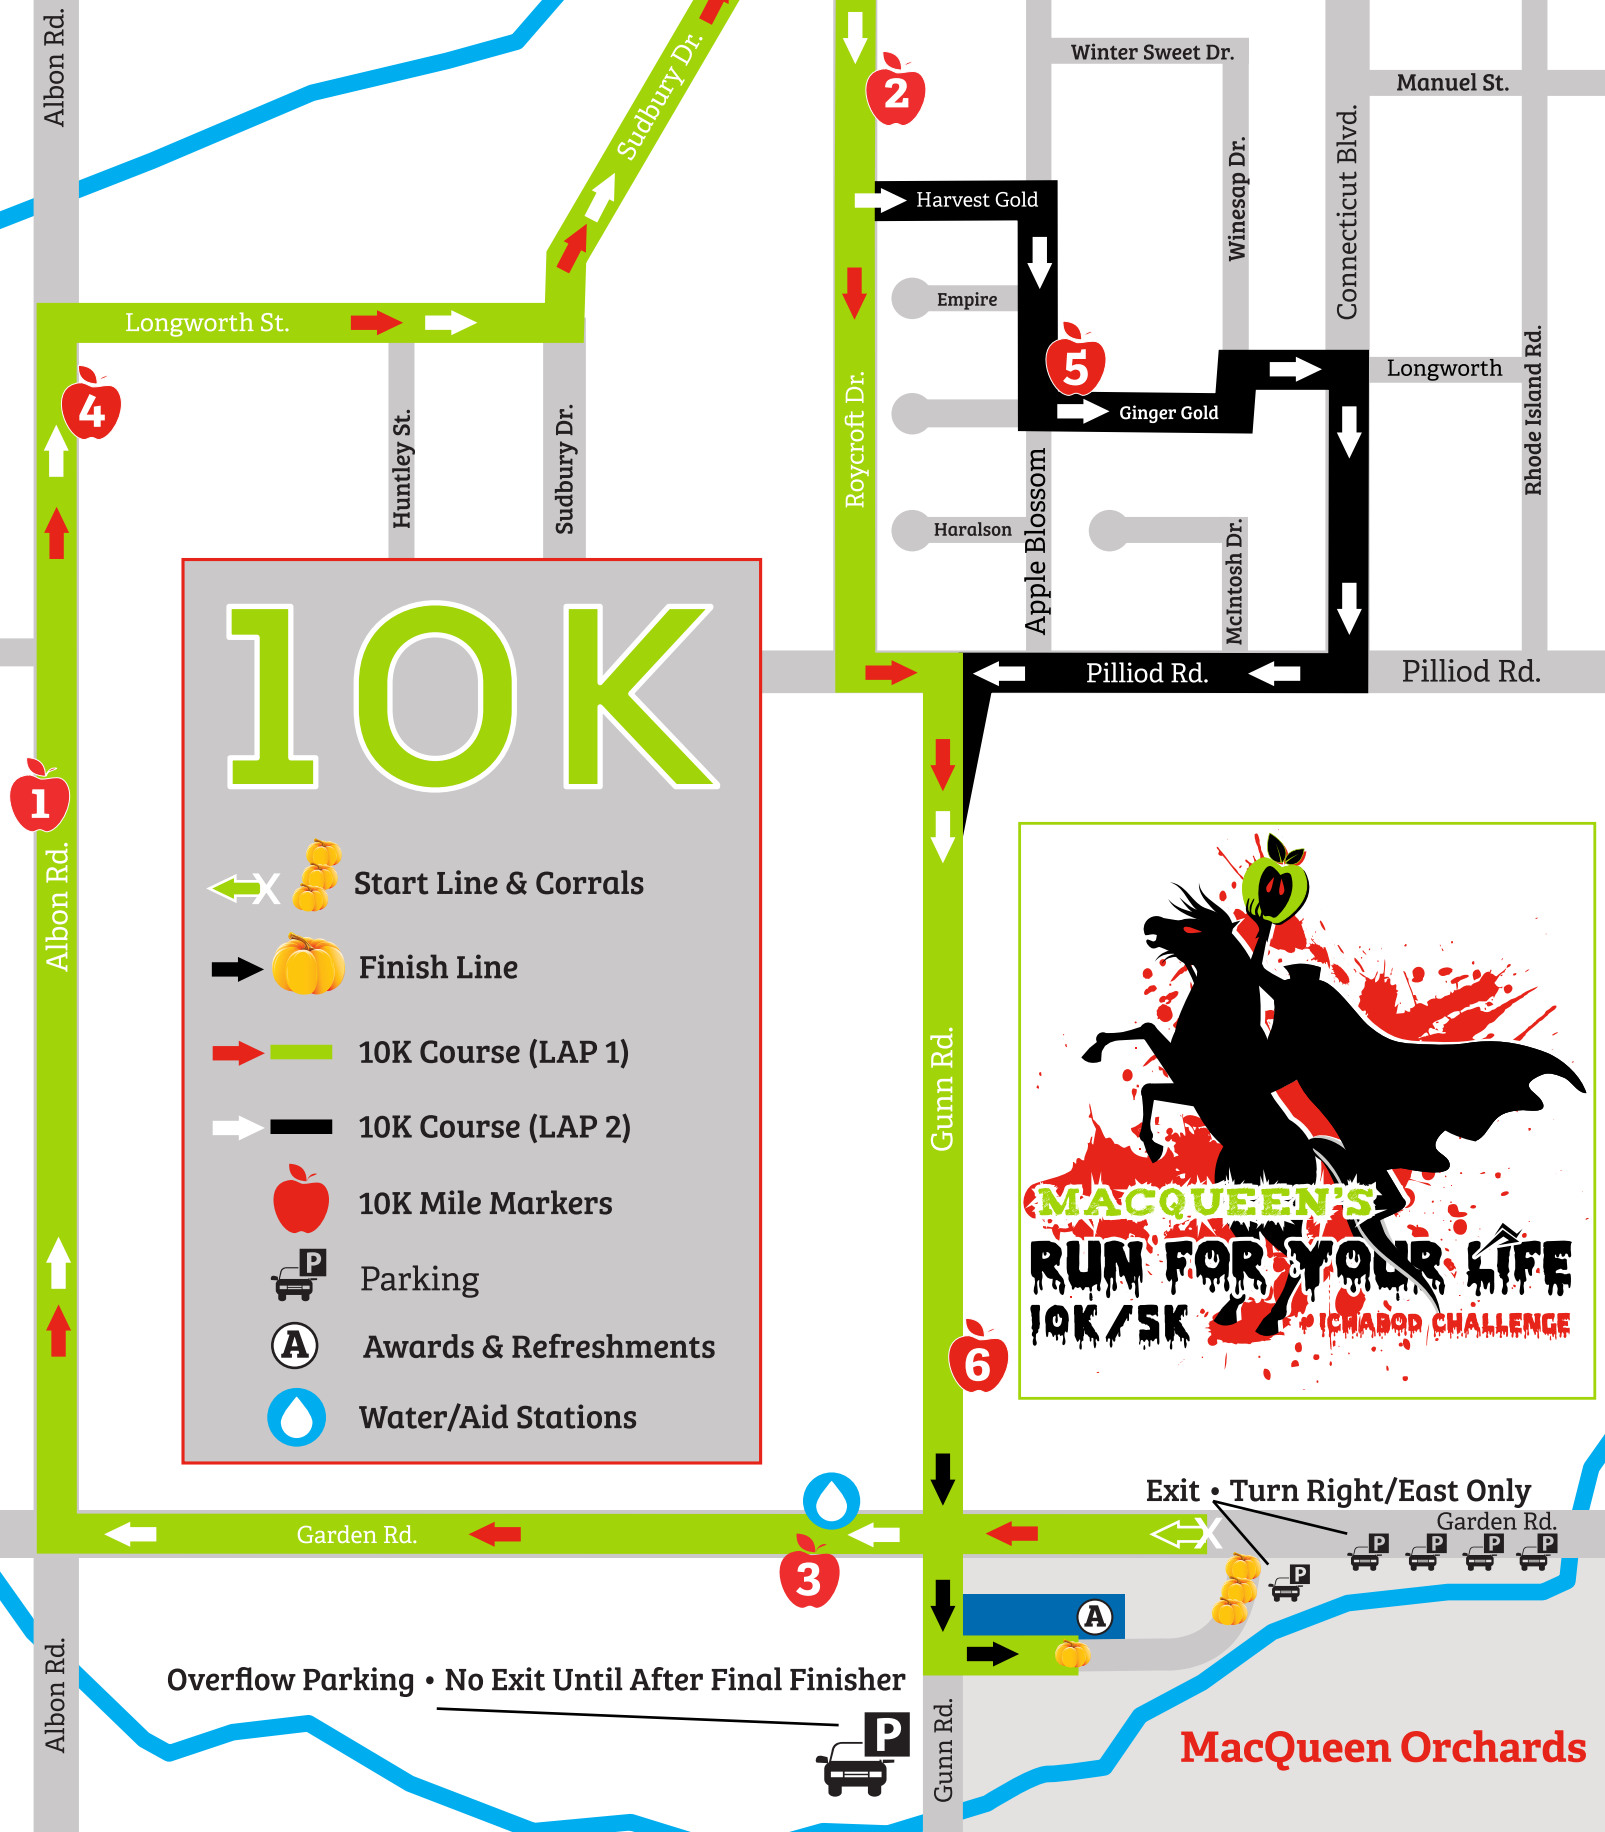 Albon Rd.
Sudbury Dr.
2
Winter Sweet Dr.
Manuel St.
Harvest Gold
Winesap Dr.
Connecticut Blvd.
Empire
Longworth St.
5
Longworth
4
Roycroft Dr.
Ginger Gold
Rhode Island Rd.
Huntley St.
Sudbury Dr.
Haralson
Apple Blossom
McIntosh Dr.
Pilliod Rd.
Pilliod Rd.
10K
1
Albon Rd.
X
Start Line & Corrals
Finish Line
10K Course (LAP 1)
10K Course (LAP 2)
10K Mile Markers
P
Parking
A
Awards & Refreshments
Water/Aid Stations
Gunn Rd.
MACQUEEN'S
RUN FOR YOUR LIFE
10K/5K
ICHABOD CHALLENGE
6
Exit • Turn Right/East Only
Garden Rd.
Garden Rd.
X
P
P
P
P
P
3
A
Albon Rd.
Overflow Parking • No Exit Until After Final Finisher
P
Gunn Rd.
MacQueen Orchards